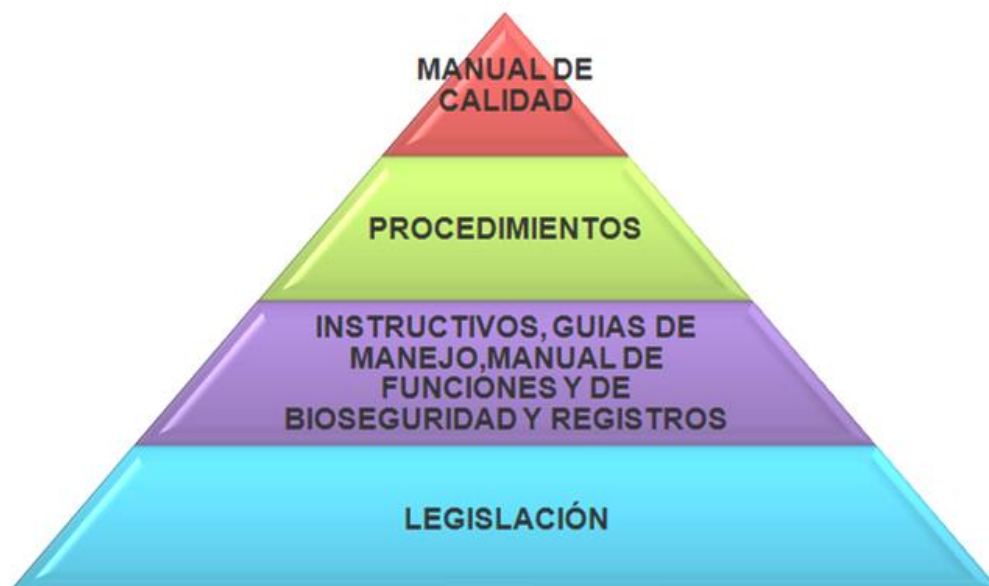 MANUAL DE
CALIDAD
PROCEDIMIENTOS
INSTRUCTIVOS, GUIAS DE
MANEJO,MANUAL DE
FUNCIONES Y DE
BIOSEGURIDAD Y REGISTROS
LEGISLACIÓN